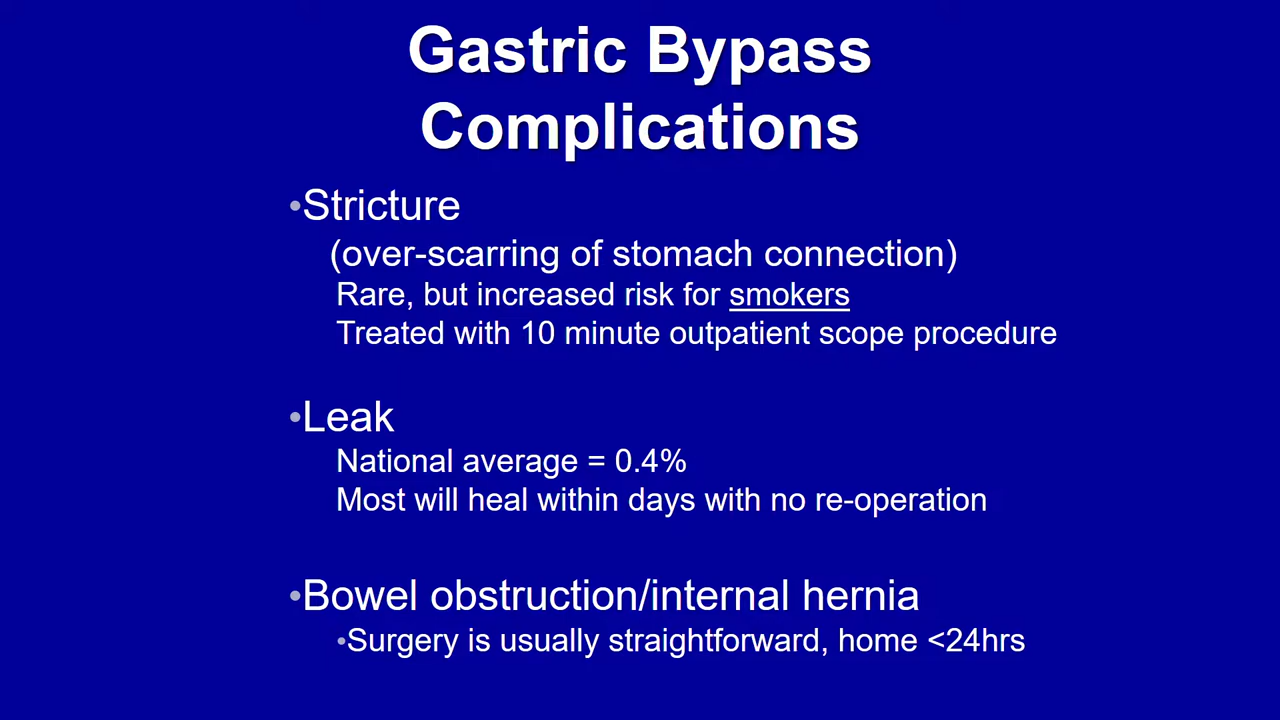 Gastric Bypass
Complications
•Stricture
(over-scarring of stomach connection)
Rare, but increased risk for smokers
Treated with 10 minute outpatient scope procedure
•Leak
National average = 0.4%
Most will heal within days with no re-operation
•Bowel obstruction/internal hernia
•Surgery is usually straightforward, home <24hrs